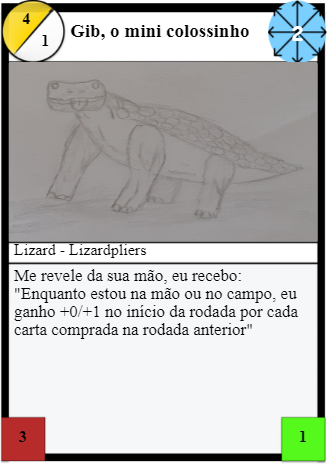 4
1
Gib, o mini colossinho
2
Lizard - Lizardpliers
Me revele da sua mão, eu recebo:
"Enquanto estou na mão ou no campo, eu
ganho +0/+1 no início da rodada por cada
carta comprada na rodada anterior"
3
1